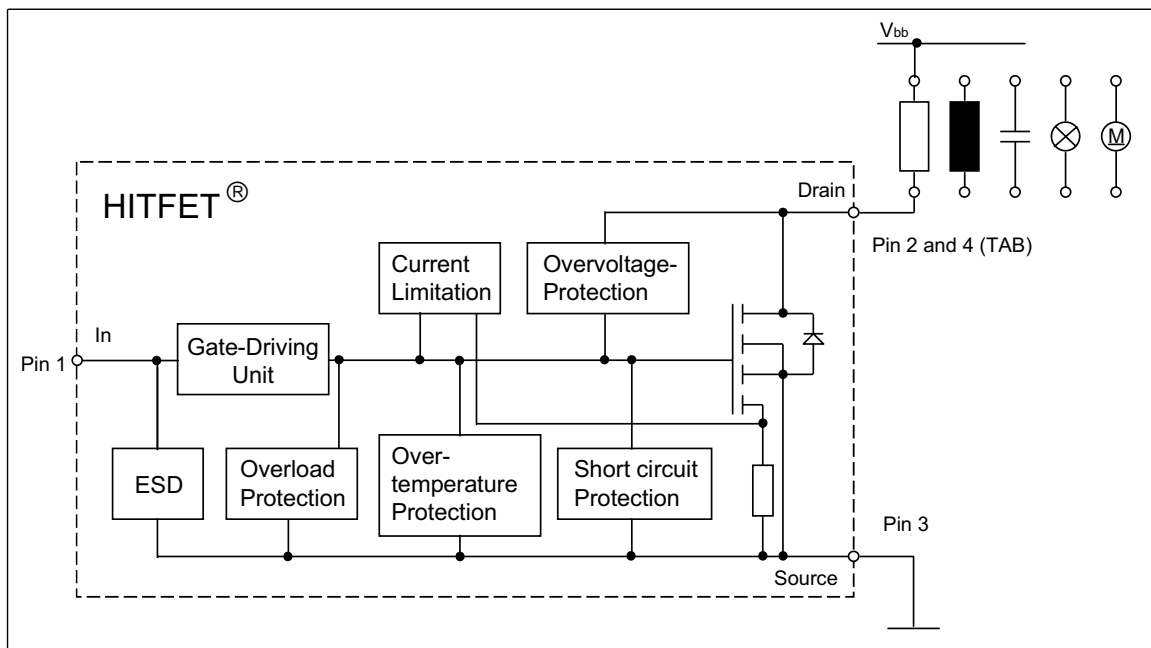 Vbb
M
HITFET ®
Drain
Pin 2 and 4 (TAB)
Current
Limitation
Overvoltage-
Protection
In
Pin 1
Gate-Driving
Unit
ESD
Overload
Protection
Over-
temperature
Protection
Short circuit
Protection
Pin 3
Source